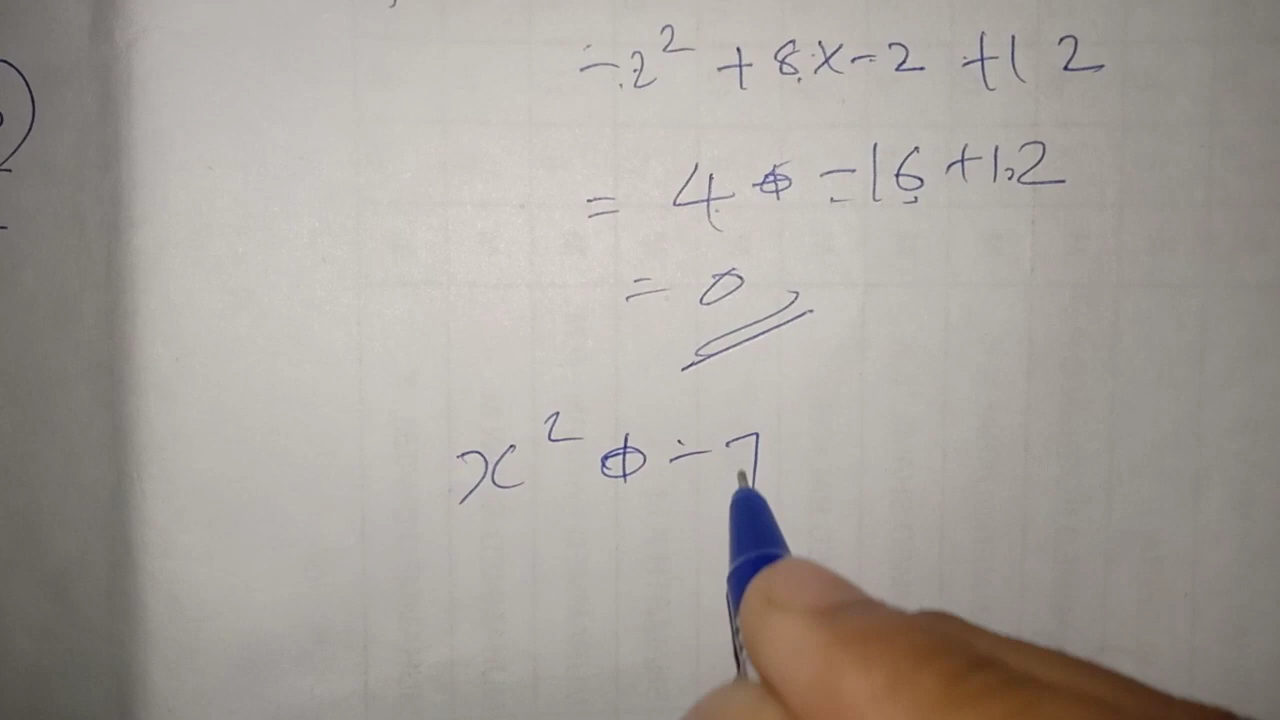 -2² + 8x-2 +12
= 4 -16 +12
= 0
x² -7